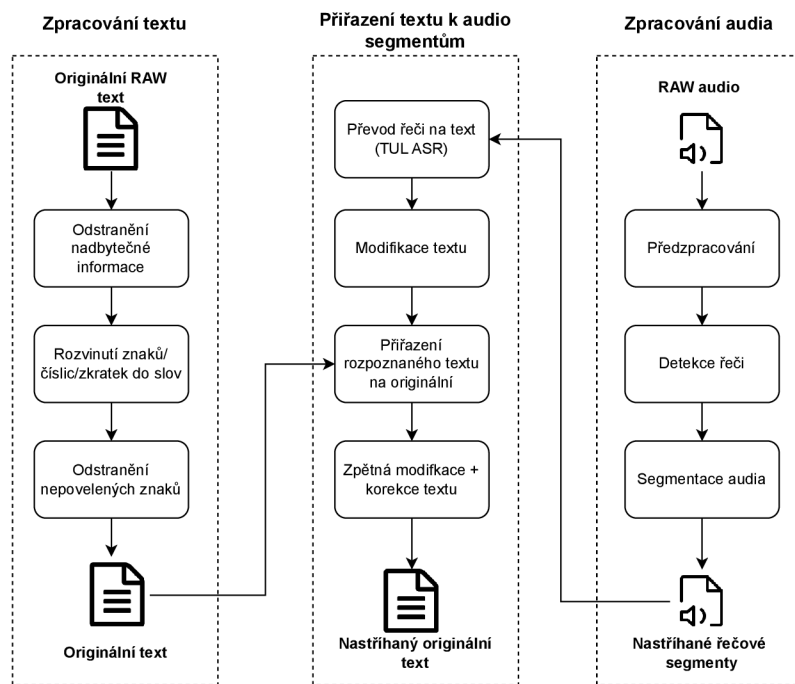 Zpracování textu
Originální RAW
text
Odstranění
nadbytečné
informace
Rozvinutí znaků/
číslic/zkratek do slov
Odstranění
nepovelených znaků
Originální text
Přiřazení textu k audio
segmentům
Převod řeči na text
(TUL ASR)
Modifikace textu
Přiřazení
rozpoznaného textu
na originální
Zpětná modifkace +
korekce textu
Nastříhaný originální
text
Zpracování audia
RAW audio
Předzpracování
Detekce řeči
Segmentace audia
Nastříhané řečové
segmenty